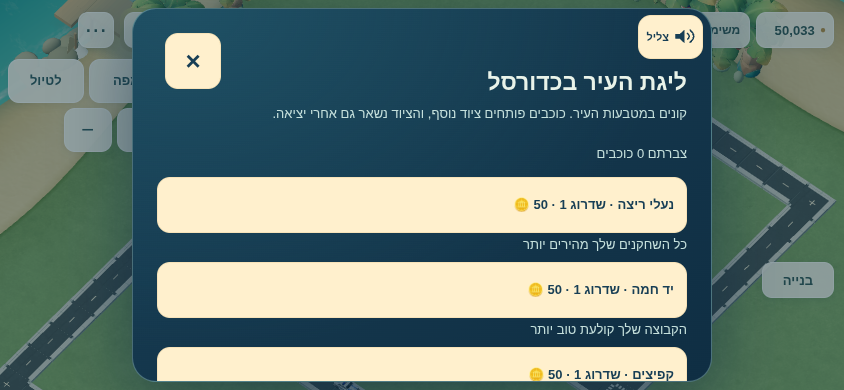 50,033
משימ
צליל
...
לטיול
מפה
ליגת העיר בכדורסל
קונים במטבעות העיר. כוכבים פותחים ציוד נוסף, והציוד נשאר גם אחרי יציאה.
צברתם 0 כוכבים
נעלי ריצה · שדרוג 1 · 50
כל השחקנים שלך מהירים יותר
יד חמה · שדרוג 1 · 50
הקבוצה שלך קולעת טוב יותר
קפיצים · שדרוג 1 · 50
בנייה